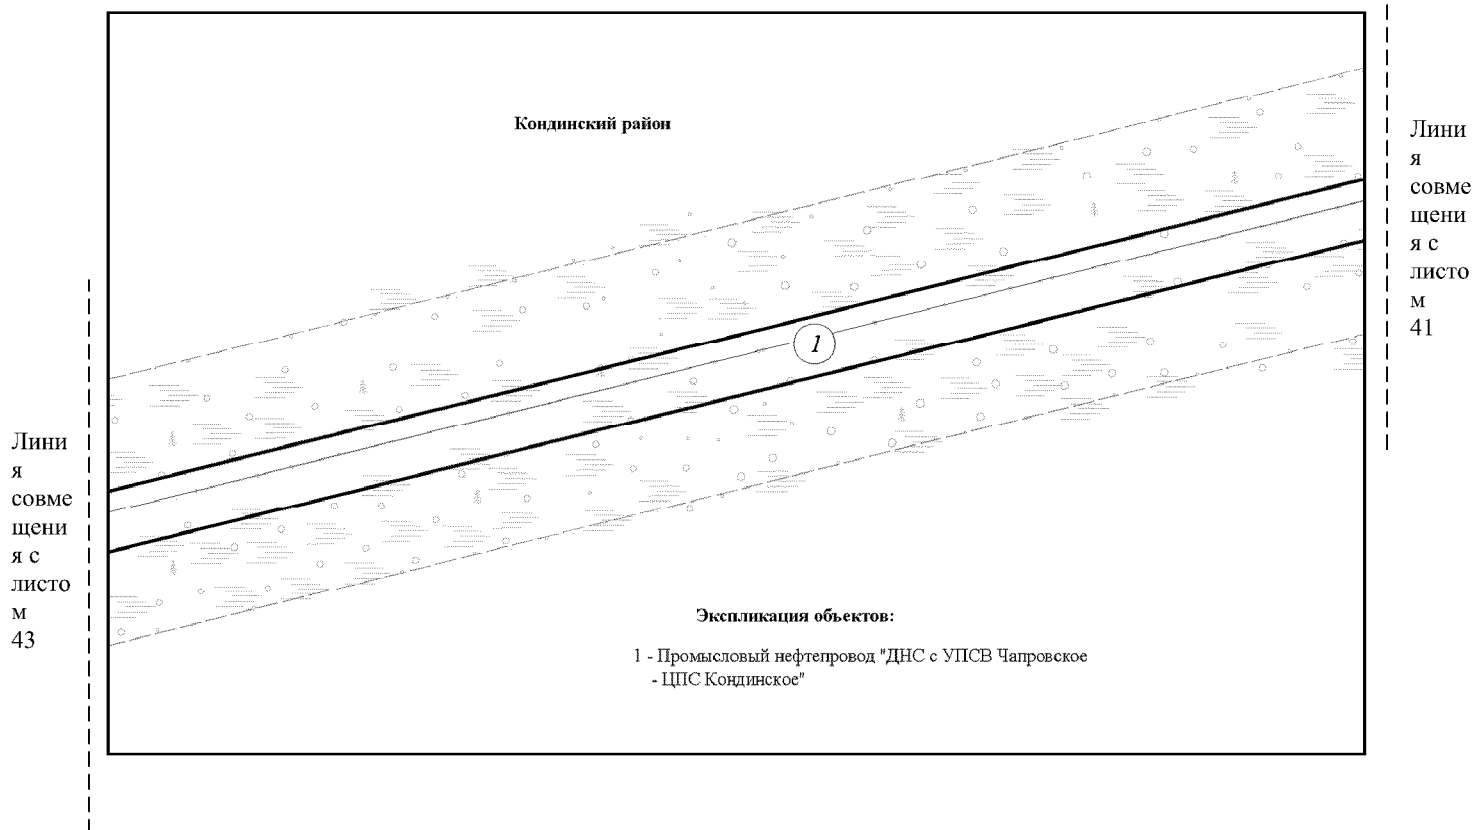 Кондинский район
Лини
я
совме
щени
я с
листо
м
41
1
Лини
я
совме
щени
я с
листо
м
43
Экспликация объектов:
1 - Промысловый нефтепровод "ДНС с УПСВ Чапровское
- ЦПС Кондинское"